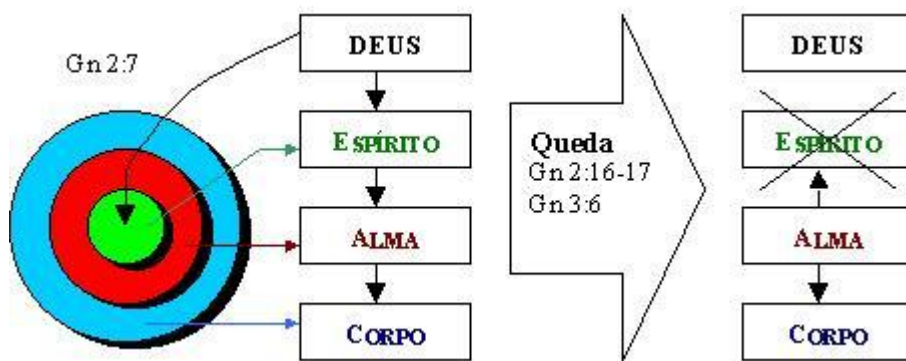 Gn 2:7
DEUS
ESPÍRITO
ALMA
CORPO
Queda
Gn 2:16-17
Gn 3:6
DEUS
ESPÍRITO
ALMA
CORPO